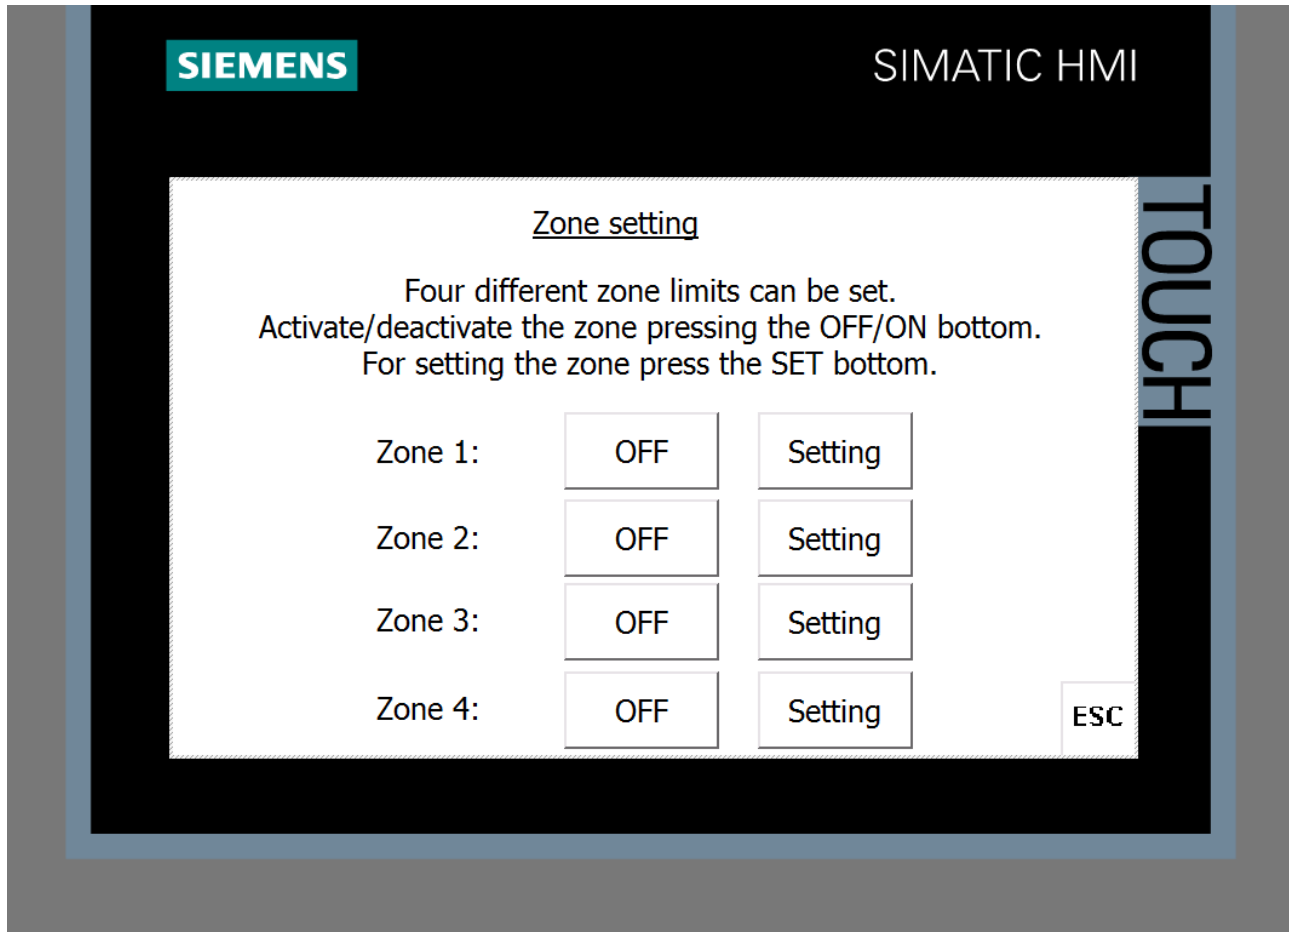 SIEMENS
SIMATIC HMI
TOUCH
Zone setting
Four different zone limits can be set.
Activate/deactivate the zone pressing the OFF/ON bottom.
For setting the zone press the SET bottom.
Zone 1: OFF Setting
Zone 2: OFF Setting
Zone 3: OFF Setting
Zone 4: OFF Setting
ESC